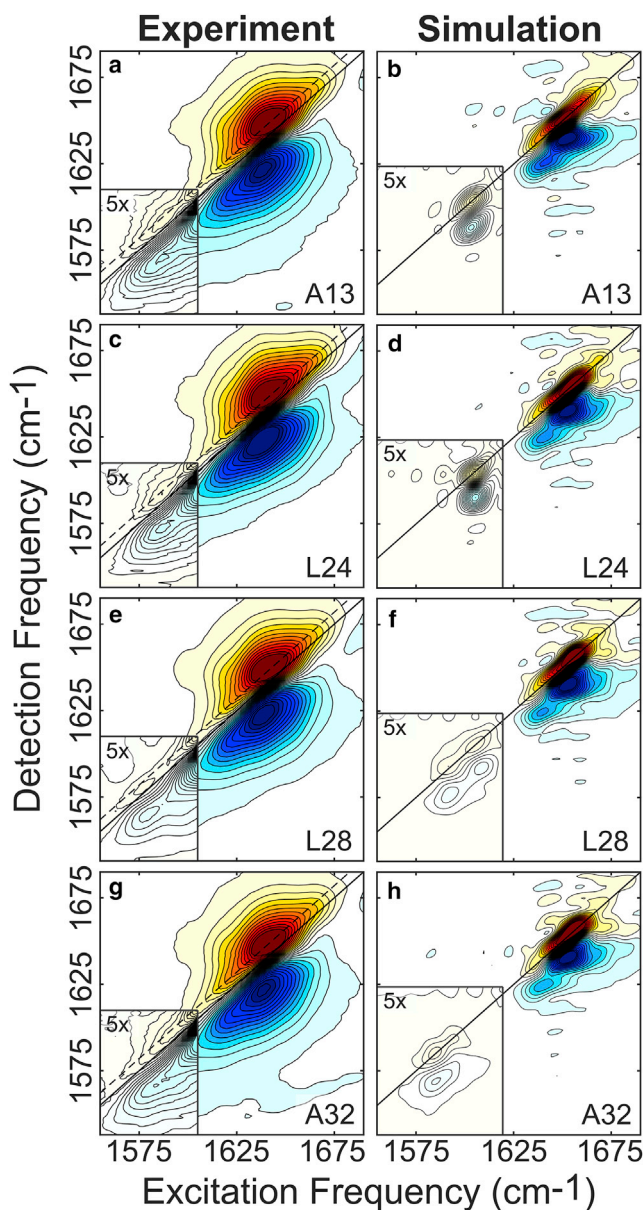 Experiment Simulation
a b
1675
1625
1575
5x 5x
A13 A13
c d
1675
1625
1575
5x 5x
L24 L24
e f
1675
1625
1575
5x 5x
L28 L28
g h
1675
1625
1575
5x 5x
A32 A32
1575 1625 1675 1575 1625 1675
Detection Frequency (cm-1)
Excitation Frequency (cm-1)